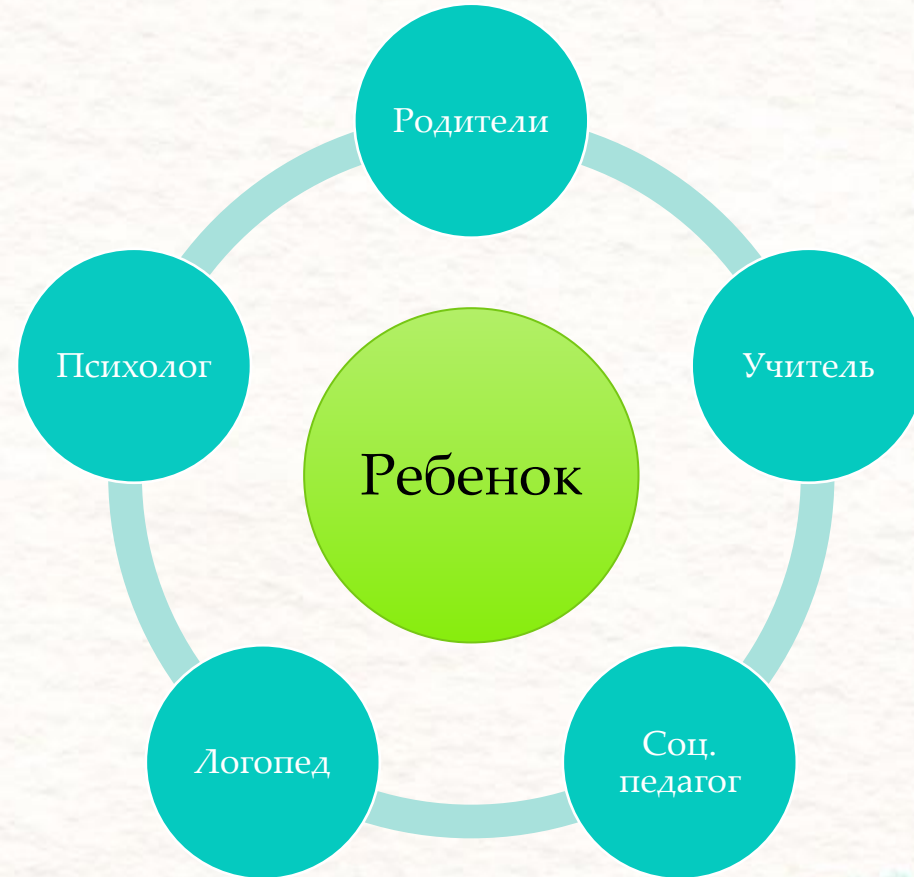 Родители
Психолог
Учитель
Ребенок
Логопед
Соц.
педагог